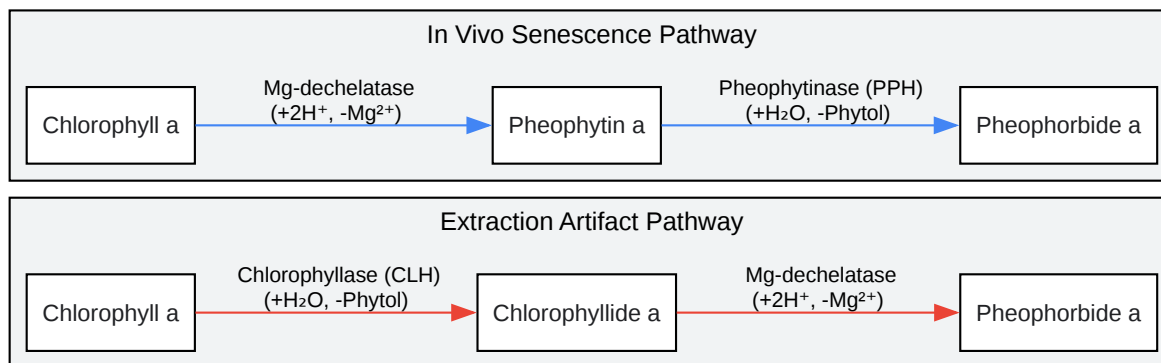 In Vivo Senescence Pathway
Mg-dechelatase
(+2H⁺, -Mg²⁺)
Pheophytinase (PPH)
(+H₂O, -Phytol)
Chlorophyll a
Pheophytin a
Pheophorbide a
Extraction Artifact Pathway
Chlorophyllase (CLH)
(+H₂O, -Phytol)
Mg-dechelatase
(+2H⁺, -Mg²⁺)
Chlorophyll a
Chlorophyllide a
Pheophorbide a